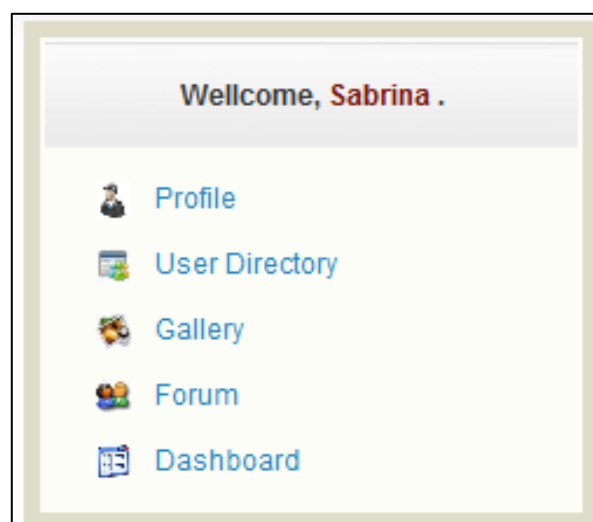 Wellcome, Sabrina .
Profile
User Directory
Gallery
Forum
Dashboard